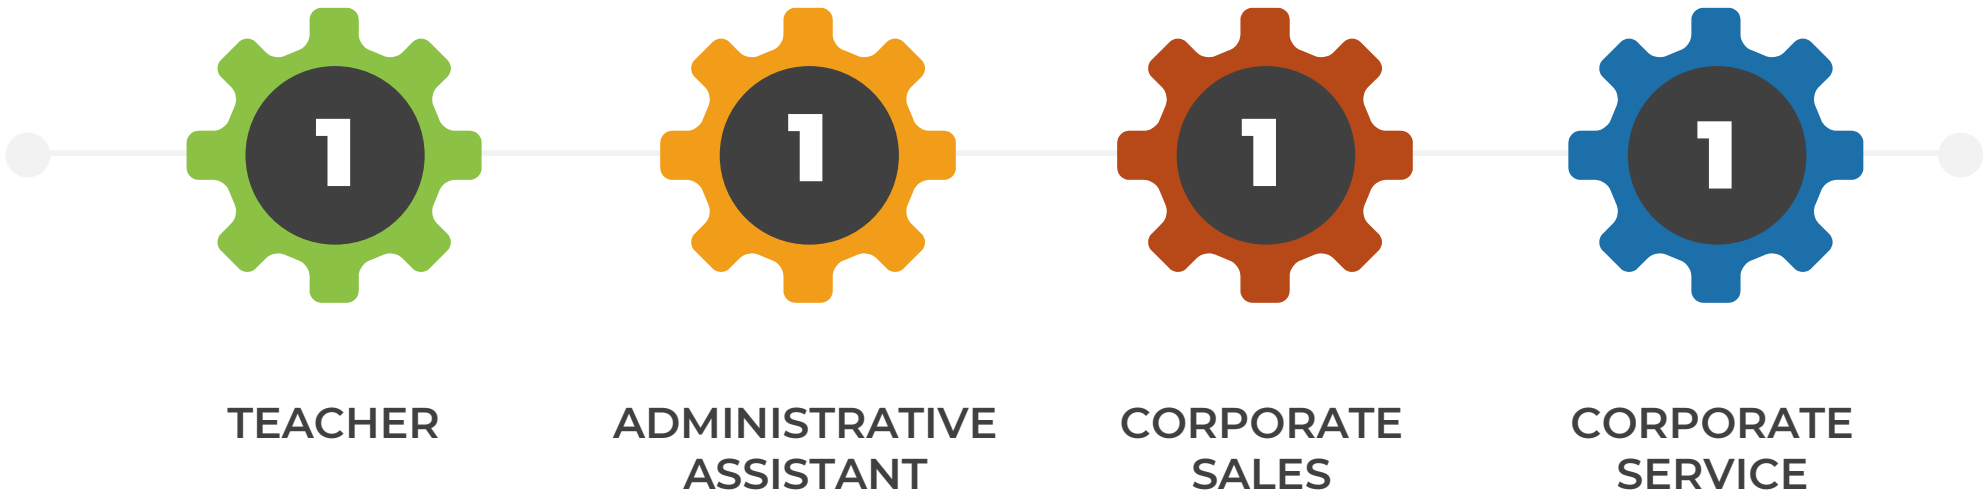 1
1
1
1
TEACHER
ADMINISTRATIVE
ASSISTANT
CORPORATE
SALES
CORPORATE
SERVICE